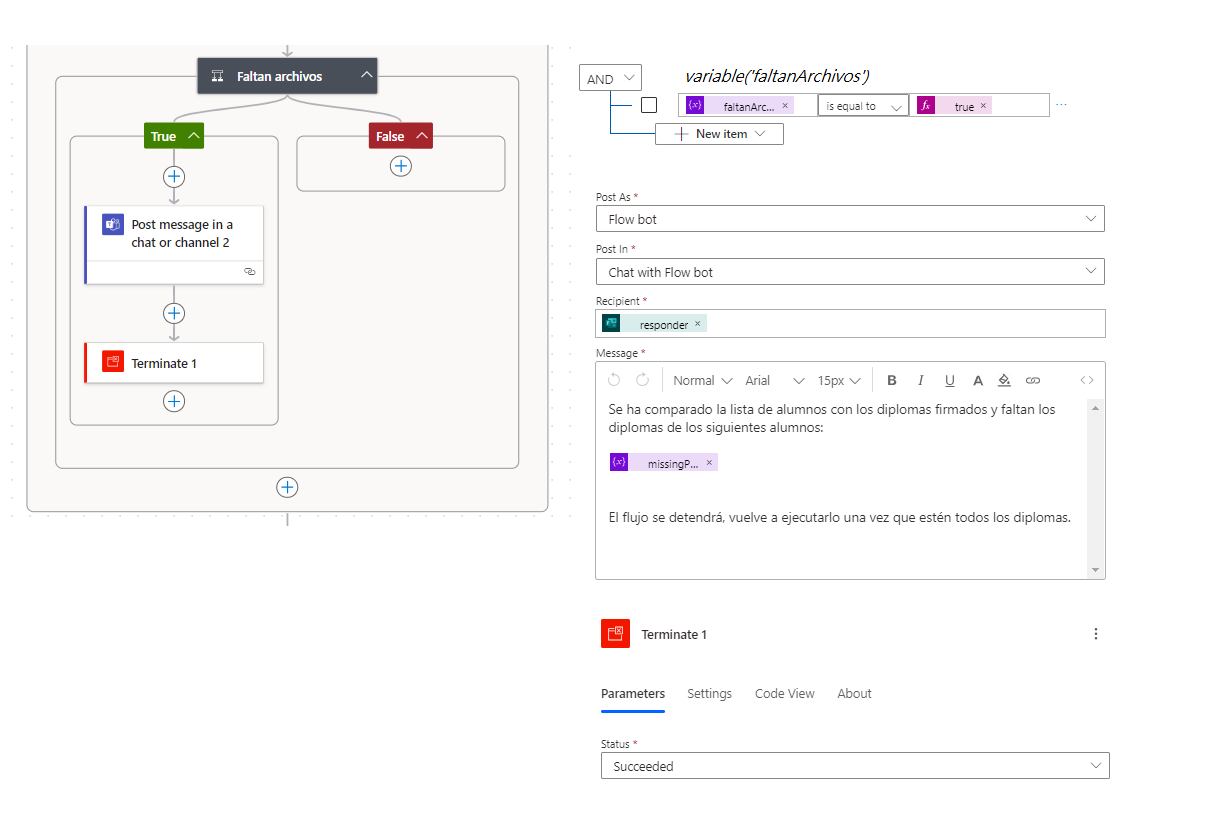 Faltan archivos
True
False
Post message in a
chat or channel 2
Terminate 1
variable('faltanArchivos')
AND
{x} faltanArc... × is equal to fx true × ...
New item
Post As *
Flow bot
Post In *
Chat with Flow bot
Recipient *
responder ×
Message *
Normal Arial 15px B I U A <>
Se ha comparado la lista de alumnos con los diplomas firmados y faltan los
diplomas de los siguientes alumnos:
{x} missingP... ×
El flujo se detendrá, vuelve a ejecutarlo una vez que estén todos los diplomas.
Terminate 1
Parameters Settings Code View About
Status *
Succeeded